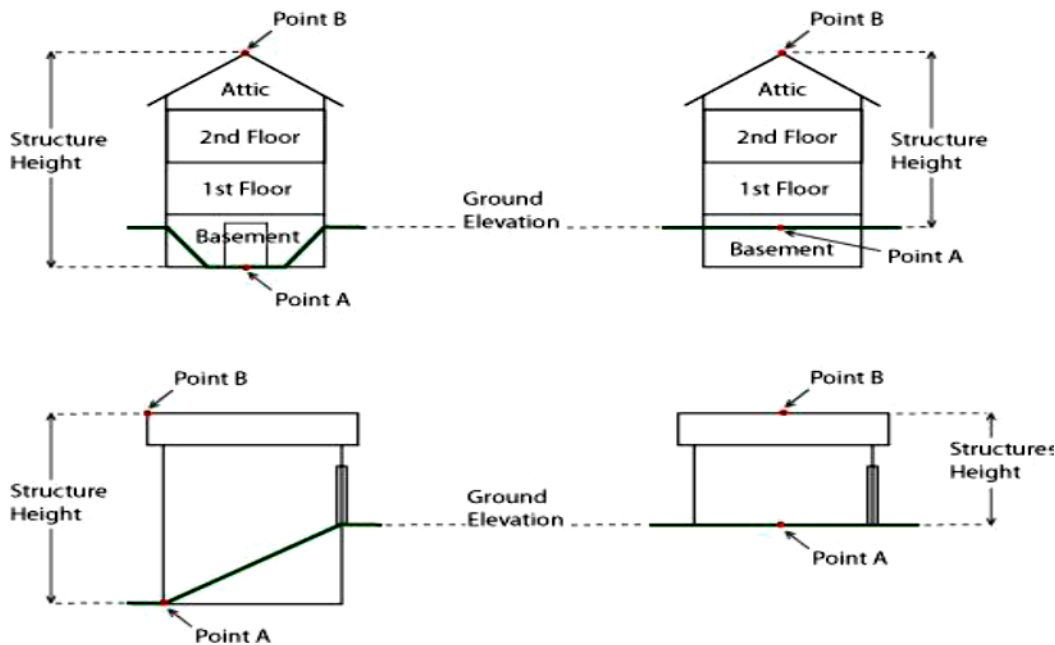 Point B
Attic
2nd Floor
1st Floor
Basement
Point A
Structure
Height
Ground
Elevation
Point B
Attic
2nd Floor
1st Floor
Basement
Point A
Structure
Height
Point B
Structure
Height
Point A
Ground
Elevation
Point B
Structures
Height
Point A